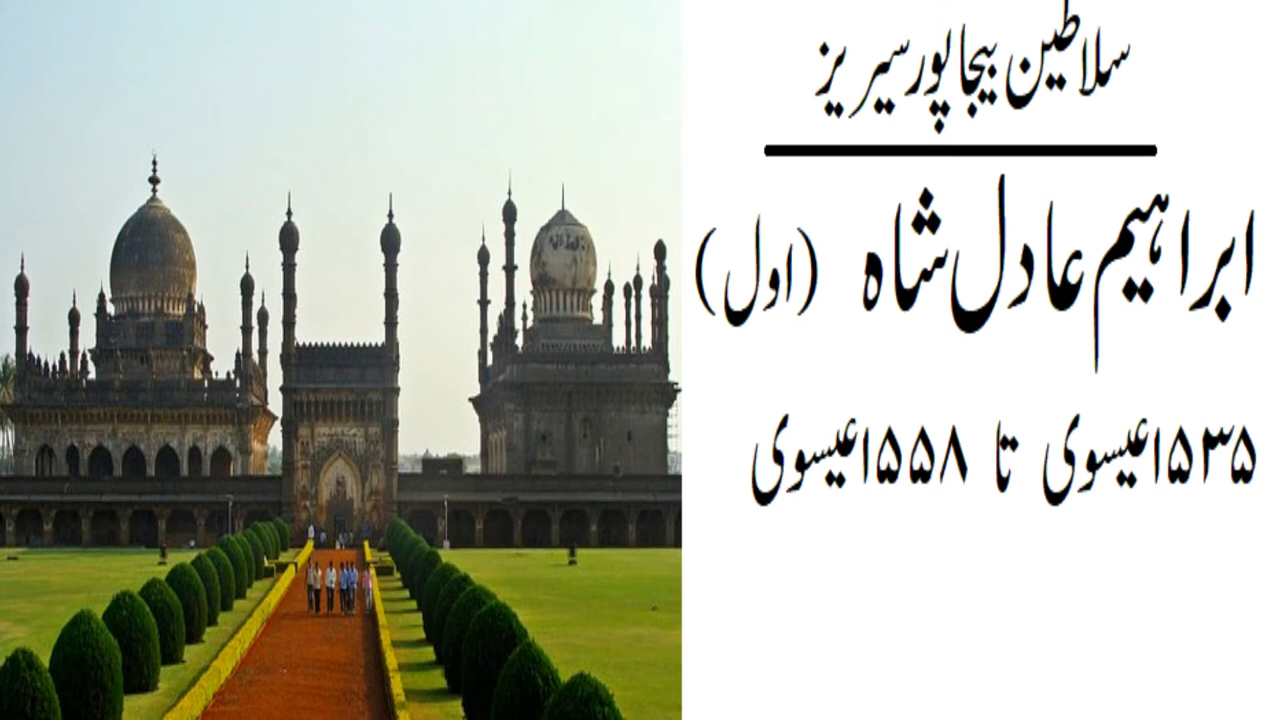 سلاطین بیجاپور سیریز
ابراہیم عادل شاہ (اول)
۱۵۳۵عیسوی تا ۱۵۵۸عیسوی